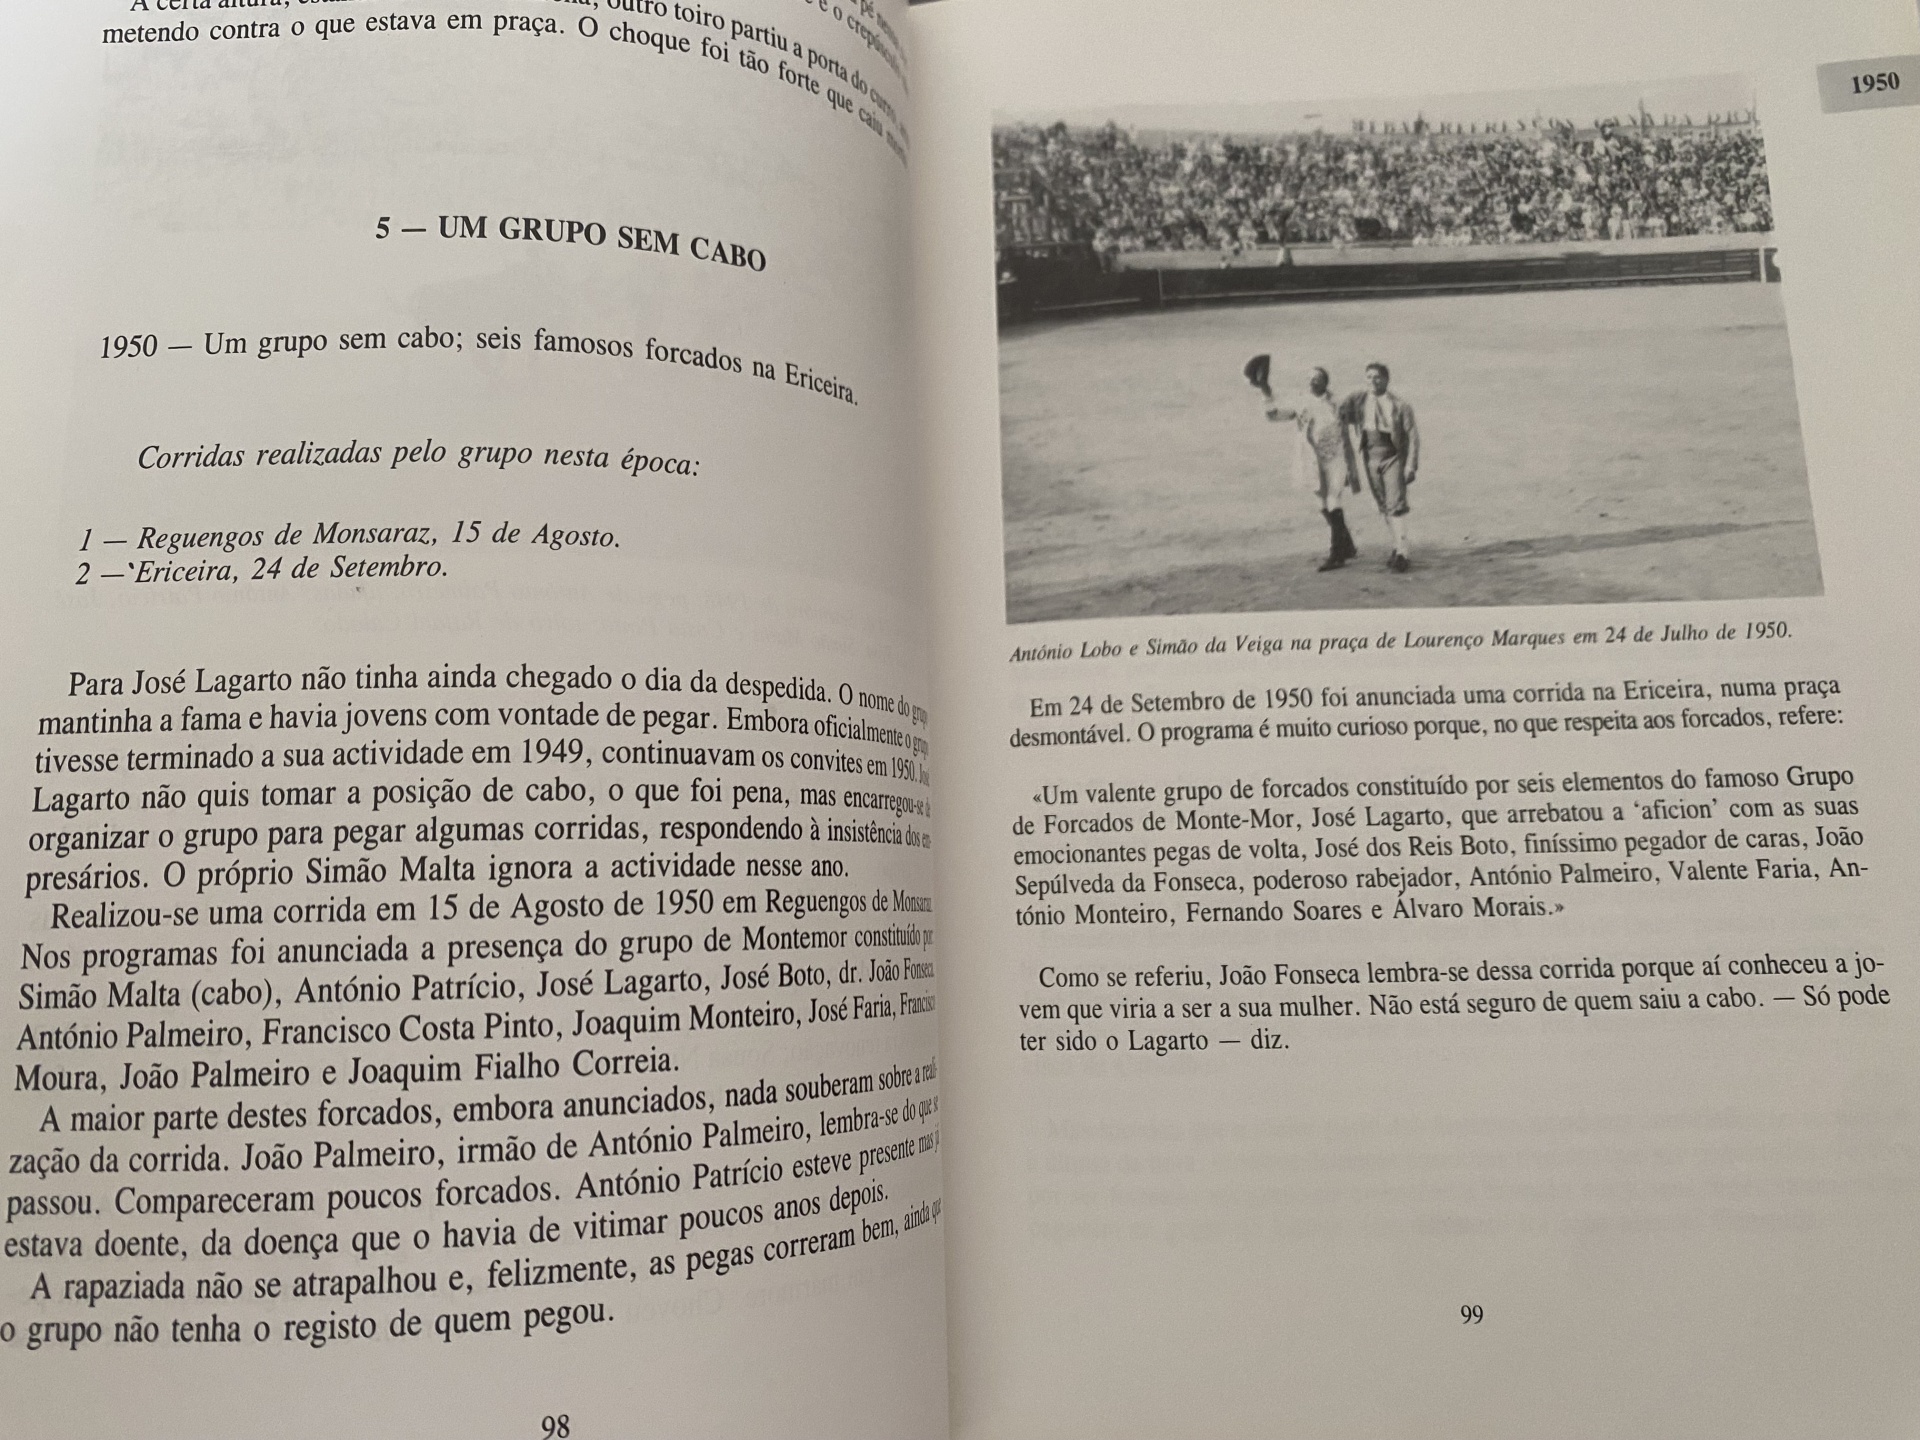 A certa altura, outro toiro partiu a porta do
metendo contra o que estava em praça. O choque foi tão forte que caiu
5 — UM GRUPO SEM CABO
1950 — Um grupo sem cabo; seis famosos forcados na Ericeira.
Corridas realizadas pelo grupo nesta época:
1 — Reguengos de Monsaraz, 15 de Agosto.
2 — Ericeira, 24 de Setembro.
Para José Lagarto não tinha ainda chegado o dia da despedida. O nome do grupo
mantinha a fama e havia jovens com vontade de pegar. Embora oficialmente o grupo
tivesse terminado a sua actividade em 1949, continuavam os convites em 1950. José
Lagarto não quis tomar a posição de cabo, o que foi pena, mas encarregou-se de
organizar o grupo para pegar algumas corridas, respondendo à insistência dos em-
presários. O próprio Simão Malta ignora a actividade nesse ano.
Realizou-se uma corrida em 15 de Agosto de 1950 em Reguengos de Monsaraz.
Nos programas foi anunciada a presença do grupo de Montemor constituído por
Simão Malta (cabo), António Patrício, José Lagarto, José Boto, dr. João Fonseca,
António Palmeiro, Francisco Costa Pinto, Joaquim Monteiro, José Faria, Francisco
Moura, João Palmeiro e Joaquim Fialho Correia.
A maior parte destes forcados, embora anunciados, nada souberam sobre a reali-
zação da corrida. João Palmeiro, irmão de António Palmeiro, lembra-se do que se
passou. Compareceram poucos forcados. António Patrício esteve presente mas já
estava doente, da doença que o havia de vitimar poucos anos depois.
A rapaziada não se atrapalhou e, felizmente, as pegas correram bem, ainda que
o grupo não tenha o registo de quem pegou.
98
1950
António Lobo e Simão da Veiga na praça de Lourenço Marques em 24 de Julho de 1950.
Em 24 de Setembro de 1950 foi anunciada uma corrida na Ericeira, numa praça
desmontável. O programa é muito curioso porque, no que respeita aos forcados, refere:
«Um valente grupo de forcados constituído por seis elementos do famoso Grupo
de Forcados de Monte-Mor, José Lagarto, que arrebatou a ‘aficion’ com as suas
emocionantes pegas de volta, José dos Reis Boto, finíssimo pegador de caras, João
Sepúlveda da Fonseca, poderoso rabejador, António Palmeiro, Valente Faria, An-
tónio Monteiro, Fernando Soares e Álvaro Morais.»
Como se referiu, João Fonseca lembra-se dessa corrida porque aí conheceu a jo-
vem que viria a ser a sua mulher. Não está seguro de quem saiu a cabo. — Só pode
ter sido o Lagarto — diz.
99